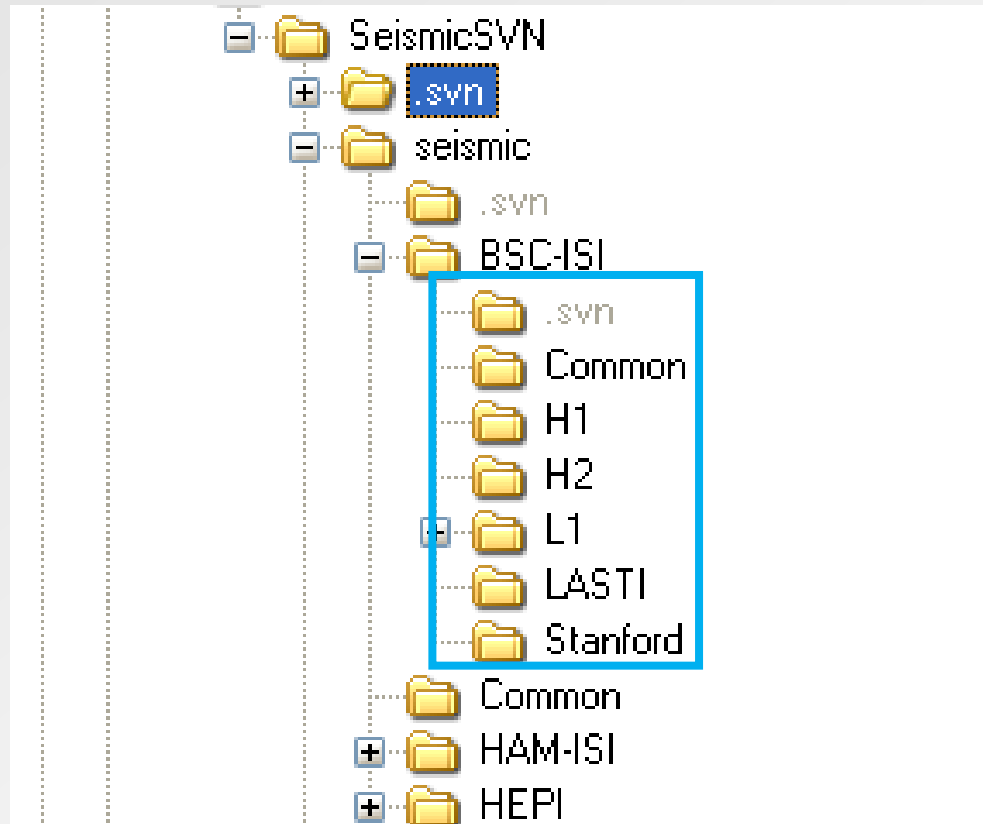 SeismicSVN
.svn
seismic
.svn
BSC-ISI
.svn
Common
H1
H2
L1
LASTI
Stanford
Common
HAM-ISI
HEPI